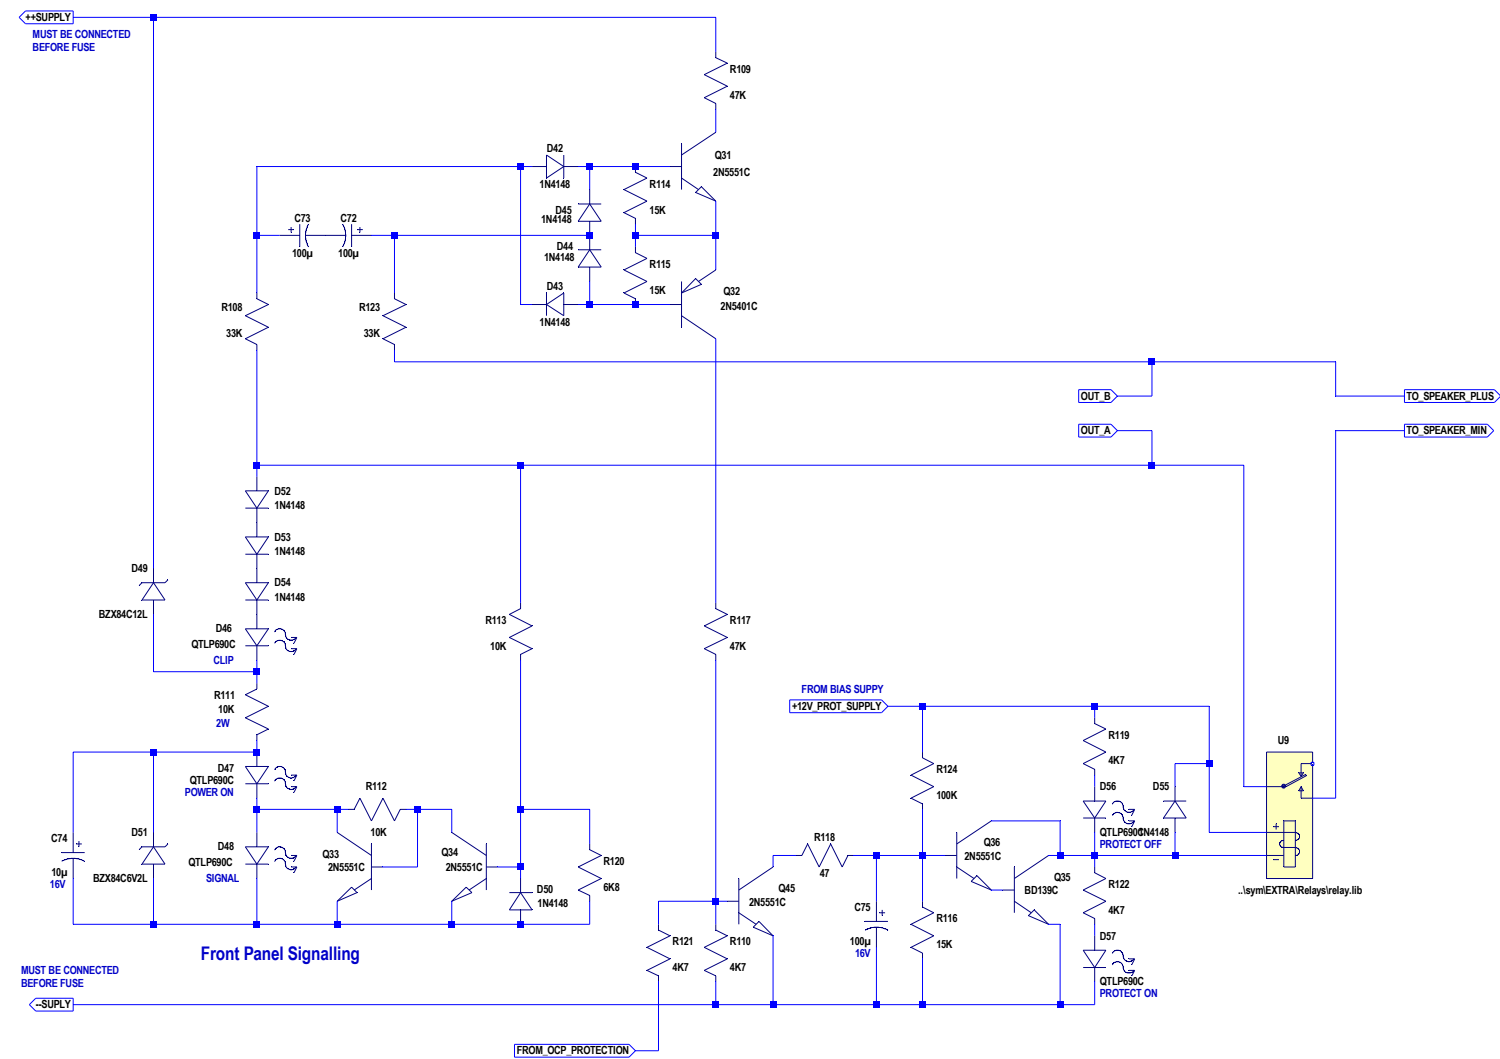 ++SUPPLY
MUST BE CONNECTED
BEFORE FUSE
R109
47K
D42
1N4148
Q31
2N5551C
R114
15K
D45
1N4148
C73
100µ
C72
100µ
D44
1N4148
R115
15K
D43
1N4148
Q32
2N5401C
R108
33K
R123
33K
OUT_B
TO_SPEAKER_PLUS
OUT_A
TO_SPEAKER_MIN
D52
1N4148
D53
1N4148
D49
BZX84C12L
D54
1N4148
D46
QTLP690C
CLIP
R113
10K
R117
47K
R111
10K
2W
FROM BIAS SUPPY
+12V_PROT_SUPPLY
R119
4K7
U9
D47
QTLP690C
POWER ON
R112
10K
R124
100K
D56
QTLP690C
PROTECT OFF
D55
1N4148
C74
10µ
16V
D51
BZX84C6V2L
D48
QTLP690C
SIGNAL
Q33
2N5551C
Q34
2N5551C
R120
6K8
R118
47
Q36
2N5551C
Q35
BD139C
..\sym\EXTRA\Relays\relay.lib
D50
1N4148
Q45
2N5551C
C75
100µ
16V
R116
15K
R122
4K7
Front Panel Signalling
R121
4K7
R110
4K7
D57
QTLP690C
PROTECT ON
MUST BE CONNECTED
BEFORE FUSE
--SUPLY
FROM_OCP_PROTECTION